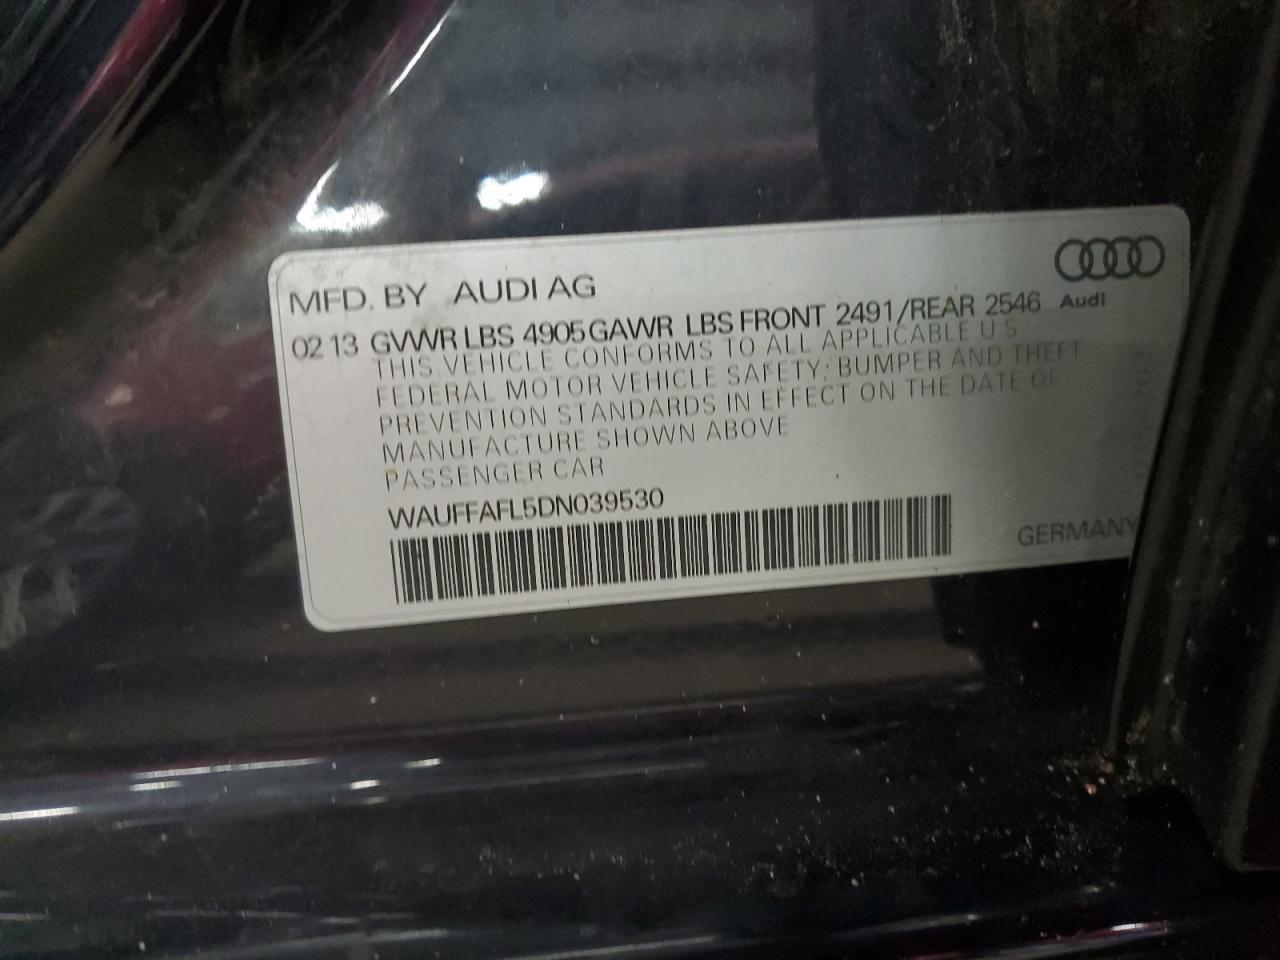 MFD. BY AUDI AG
Audi
02 13 GVWR LBS 4905 GAWR LBS FRONT 2491/REAR 2546
THIS VEHICLE CONFORMS TO ALL APPLICABLE U S
FEDERAL MOTOR VEHICLE SAFETY; BUMPER AND THEFT
PREVENTION STANDARDS IN EFFECT ON THE DATE OF
MANUFACTURE SHOWN ABOVE
PASSENGER CAR
WAUFFAFL5DN039530
GERMANY